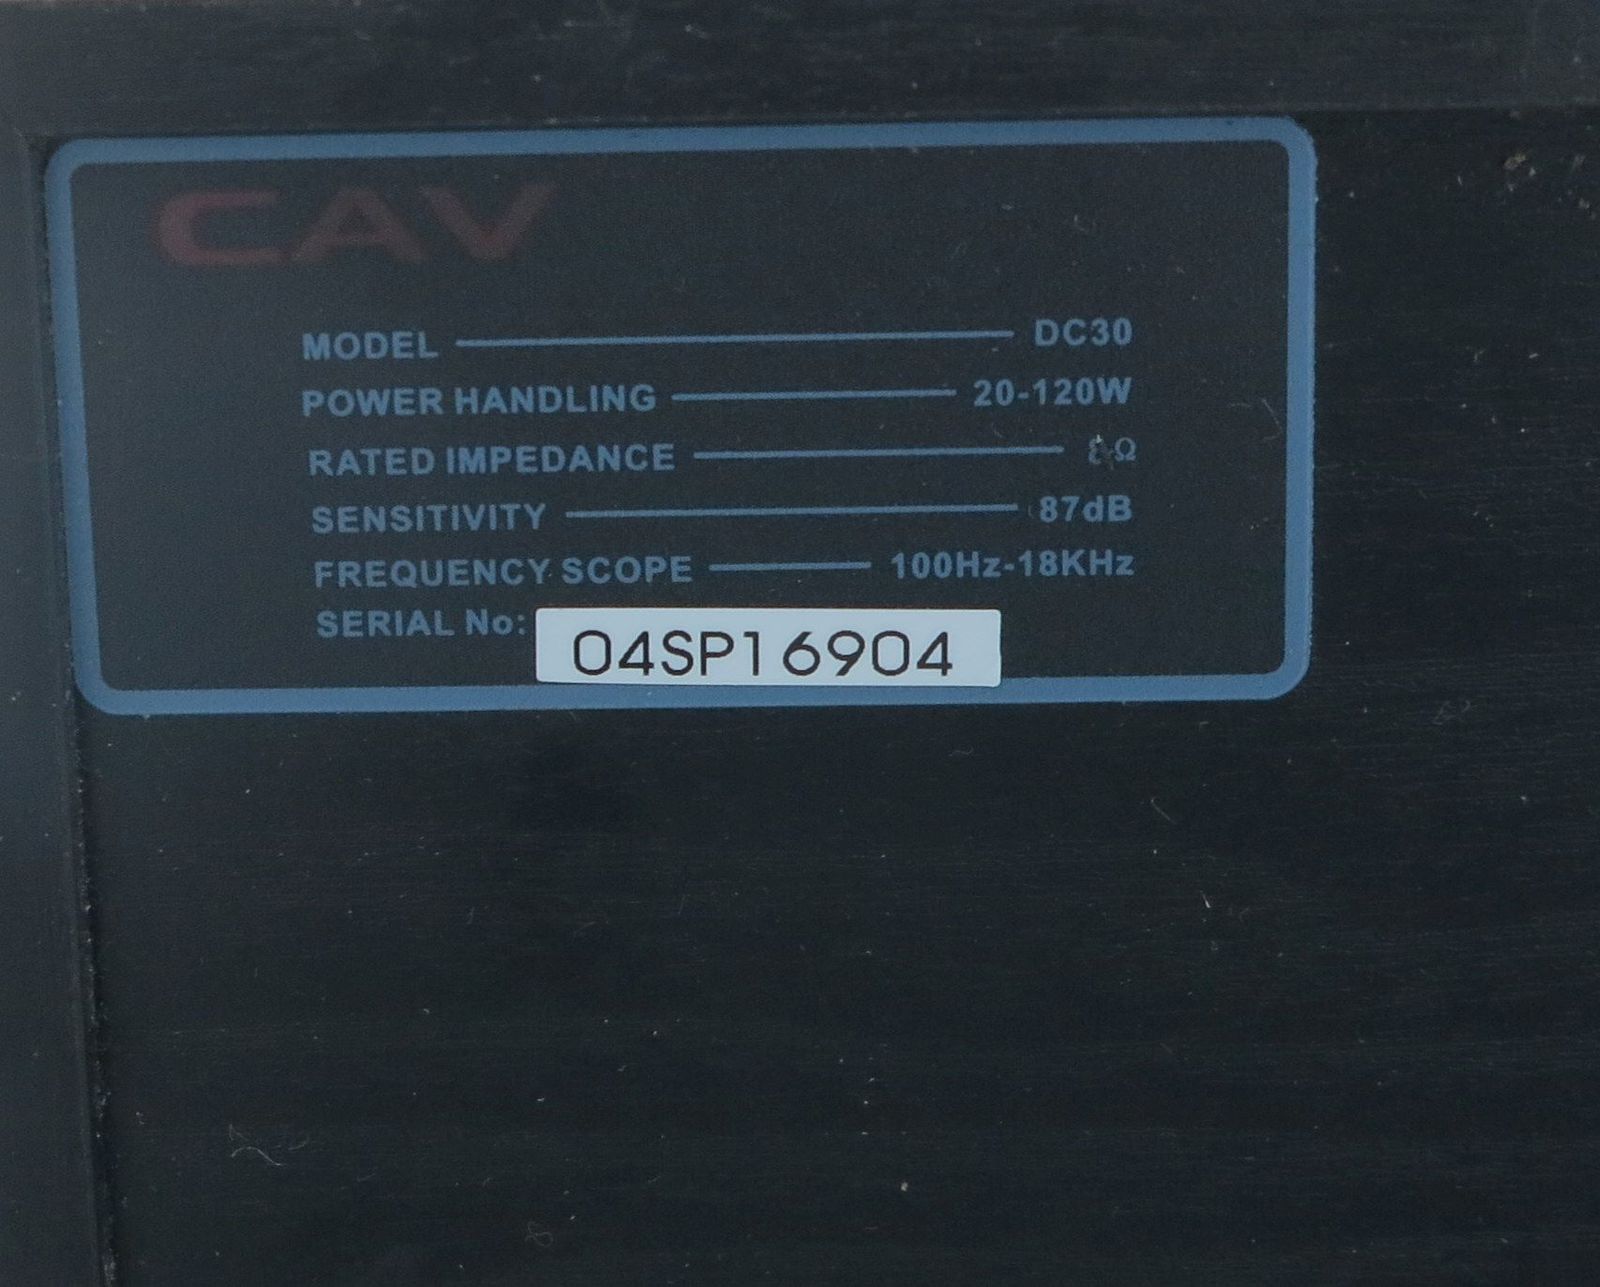 CAV
MODEL DC30
POWER HANDLING 20-120W
RATED IMPEDANCE Ω
SENSITIVITY 87dB
FREQUENCY SCOPE 100Hz-18KHz
SERIAL No: 04SP16904